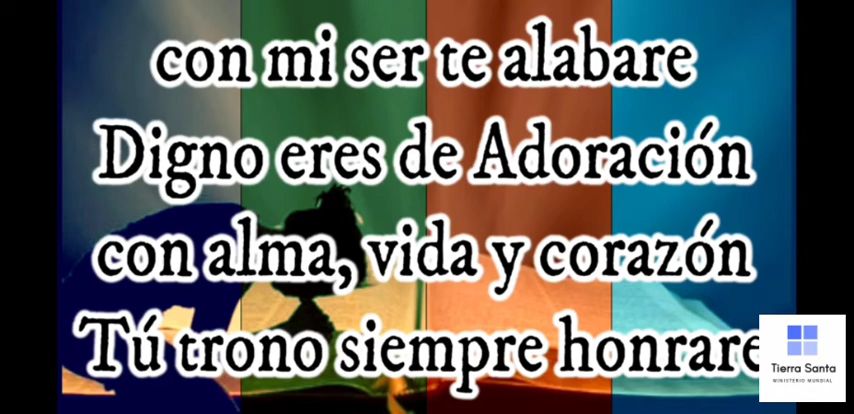 con mi ser te alabare
Digno eres de Adoración
con alma, vida y corazón
Tú trono siempre honrare
Tierra Santa
MINISTERIO MUNDIAL